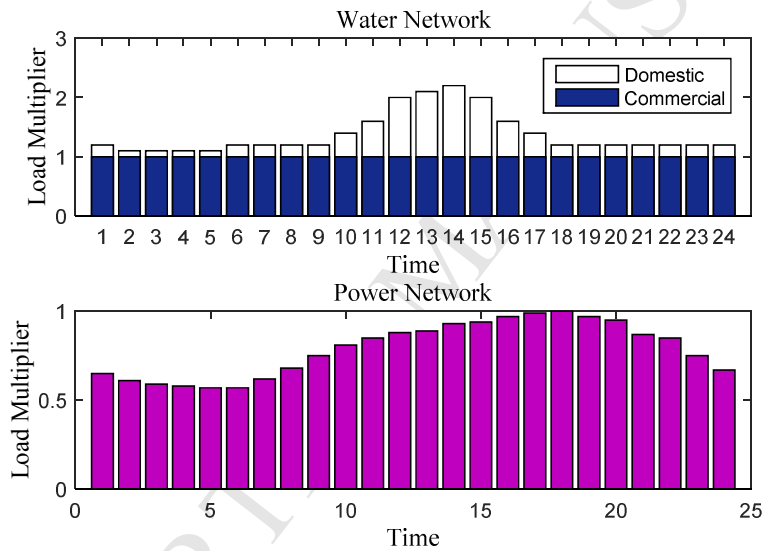 Water Network
Load Multiplier
3
2
1
0
Domestic
Commercial
1 2 3 4 5 6 7 8 9 10 11 12 13 14 15 16 17 18 19 20 21 22 23 24
Time
Power Network
Load Multiplier
1
0.5
0
0 5 10 15 20 25
Time